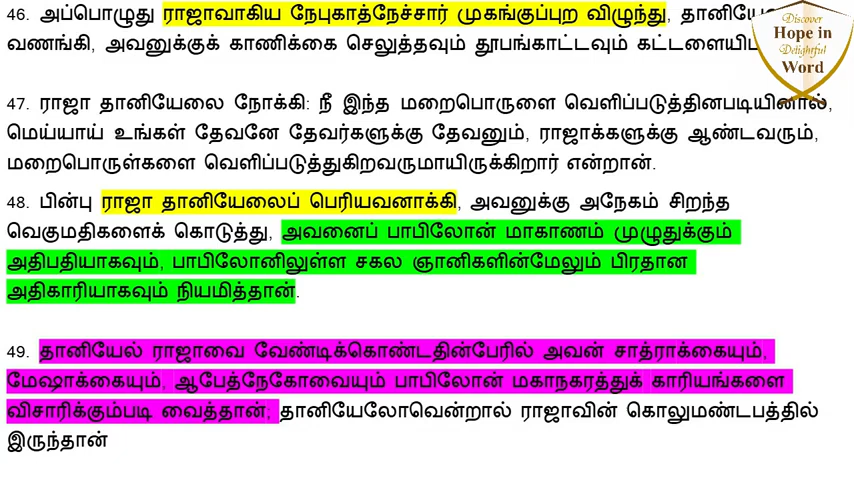 46. அப்பொழுது ராஜாவாகிய நேபுகாத்நேச்சார் முகங்குப்புற விழுந்து,
வணங்கி, அவனுக்குக் காணிக்கை செலுத்தவும் தூபங்காட்டவும்
Discover
Hope in
Delightful
Word
47. ராஜா தானியேலை நோக்கி: நீ இந்த மறைபொருளை வெளிப்படுத்தினபடியினால்,
மெய்யாய் உங்கள் தேவனே தேவர்களுக்கு தேவனும், ராஜாக்களுக்கு ஆண்டவரும்,
மறைபொருள்களை வெளிப்படுத்துகிறவருமாயிருக்கிறார் என்றான்.
48. பின்பு ராஜா தானியேலைப் பெரியவனாக்கி, அவனுக்கு அநேகம் சிறந்த
வெகுமதிகளைக் கொடுத்து, அவனைப் பாபிலோன் மாகாணம் முழுதுக்கும்
அதிபதியாகவும், பாபிலோனிலுள்ள சகல ஞானிகளின்மேலும் பிரதான
அதிகாரியாகவும் நியமித்தான்.
49. தானியேல் ராஜாவை வேண்டிக்கொண்டதின்பேரில் அவன் சாத்ராக்கையும்,
மேஷாக்கையும், ஆபேத்நேகோவையும் பாபிலோன் மகாநகரத்துக் காரியங்களை
விசாரிக்கும்படி வைத்தான்; தானியேலோவென்றால் ராஜாவின் கொலுமண்டபத்தில்
இருந்தான்